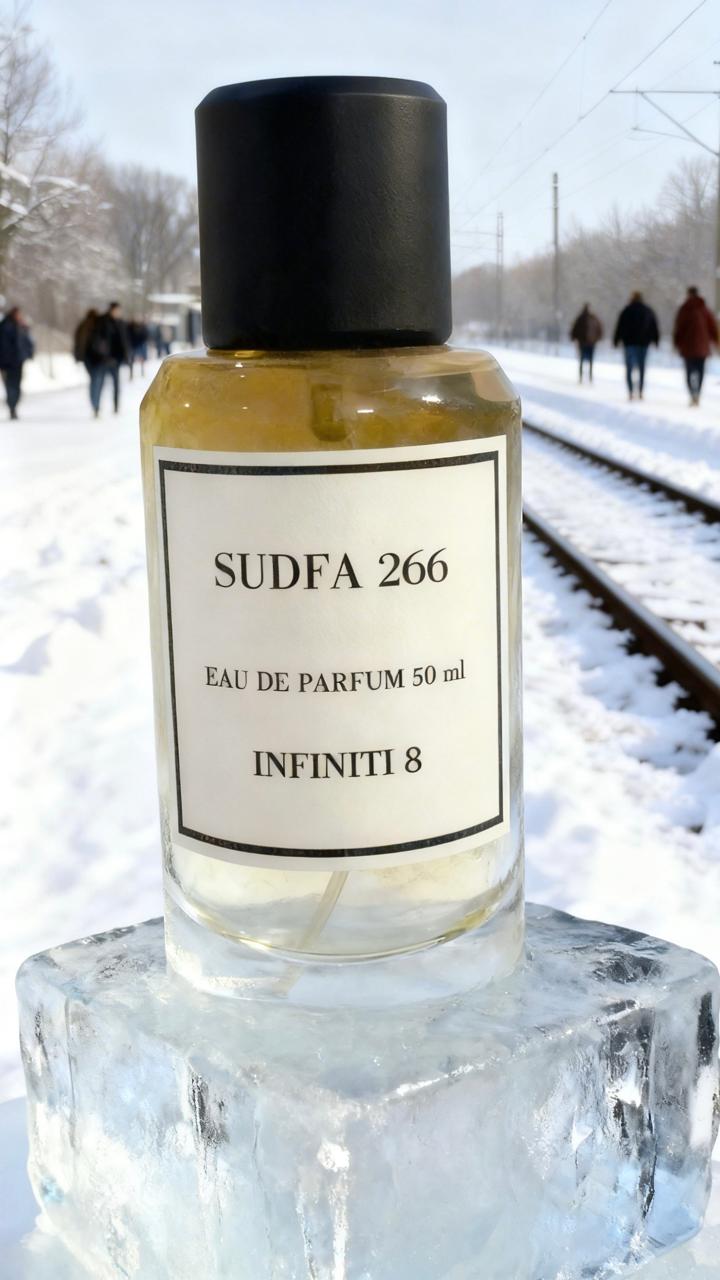 SUDFA 266
EAU DE PARFUM 50 ml
INFINITI 8